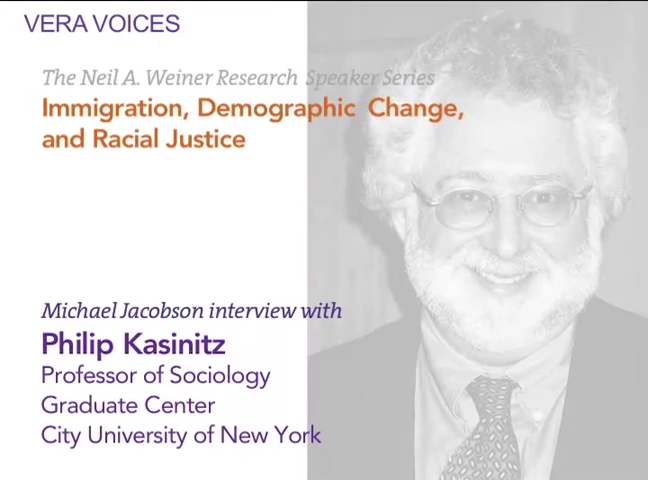 VERA VOICES
The Neil A. Weiner Research Speaker Series
Immigration, Demographic Change,
and Racial Justice
Michael Jacobson interview with
Philip Kasinitz
Professor of Sociology
Graduate Center
City University of New York